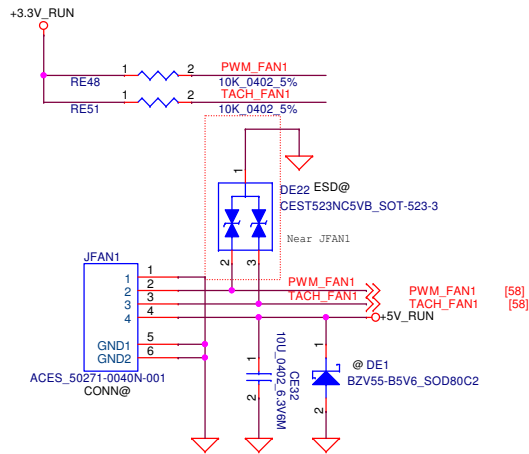 +3.3V_RUN
1 2 PWM_FAN1
RE48 10K_0402_5%
1 2 TACH_FAN1
RE51 10K_0402_5%
1
DE22 ESD@
CEST523NC5VB_SOT-523-3
Near JFAN1
2 3
JFAN1
1 1
2 2 PWM_FAN1 PWM_FAN1 [58]
3 3 TACH_FAN1 TACH_FAN1 [58]
4 4 +5V_RUN
GND1 5
GND2 6
ACES_50271-0040N-001
CONN@
1 2
10U_0402_6.3V6M
CE32
1 2
@ DE1
BZV55-B5V6_SOD80C2